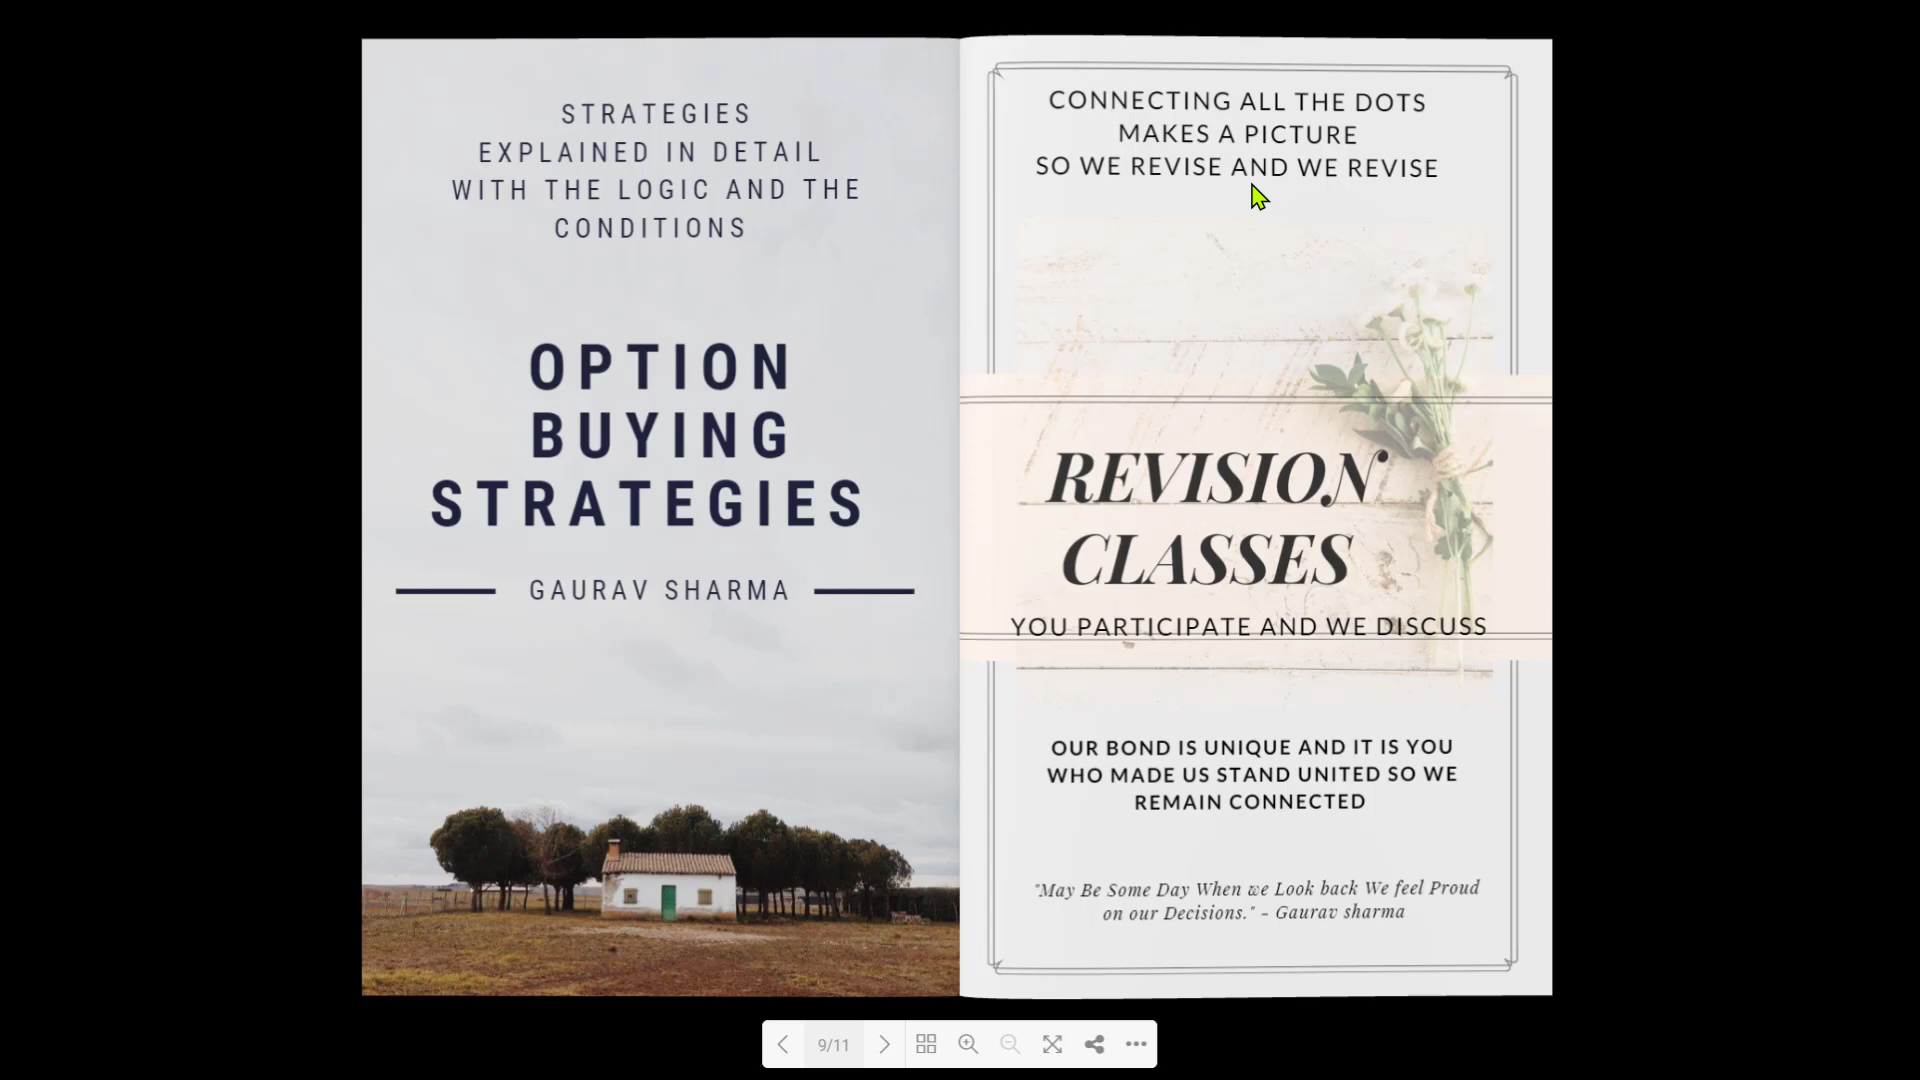 STRATEGIES
EXPLAINED IN DETAIL
WITH THE LOGIC AND THE
CONDITIONS
OPTION
BUYING
STRATEGIES
GAURAV SHARMA
CONNECTING ALL THE DOTS
MAKES A PICTURE
SO WE REVISE AND WE REVISE
REVISION
CLASSES
YOU PARTICIPATE AND WE DISCUSS
OUR BOND IS UNIQUE AND IT IS YOU
WHO MADE US STAND UNITED SO WE
REMAIN CONNECTED
"May Be Some Day When we Look back We feel Proud
on our Decisions." - Gaurav sharma
9/11